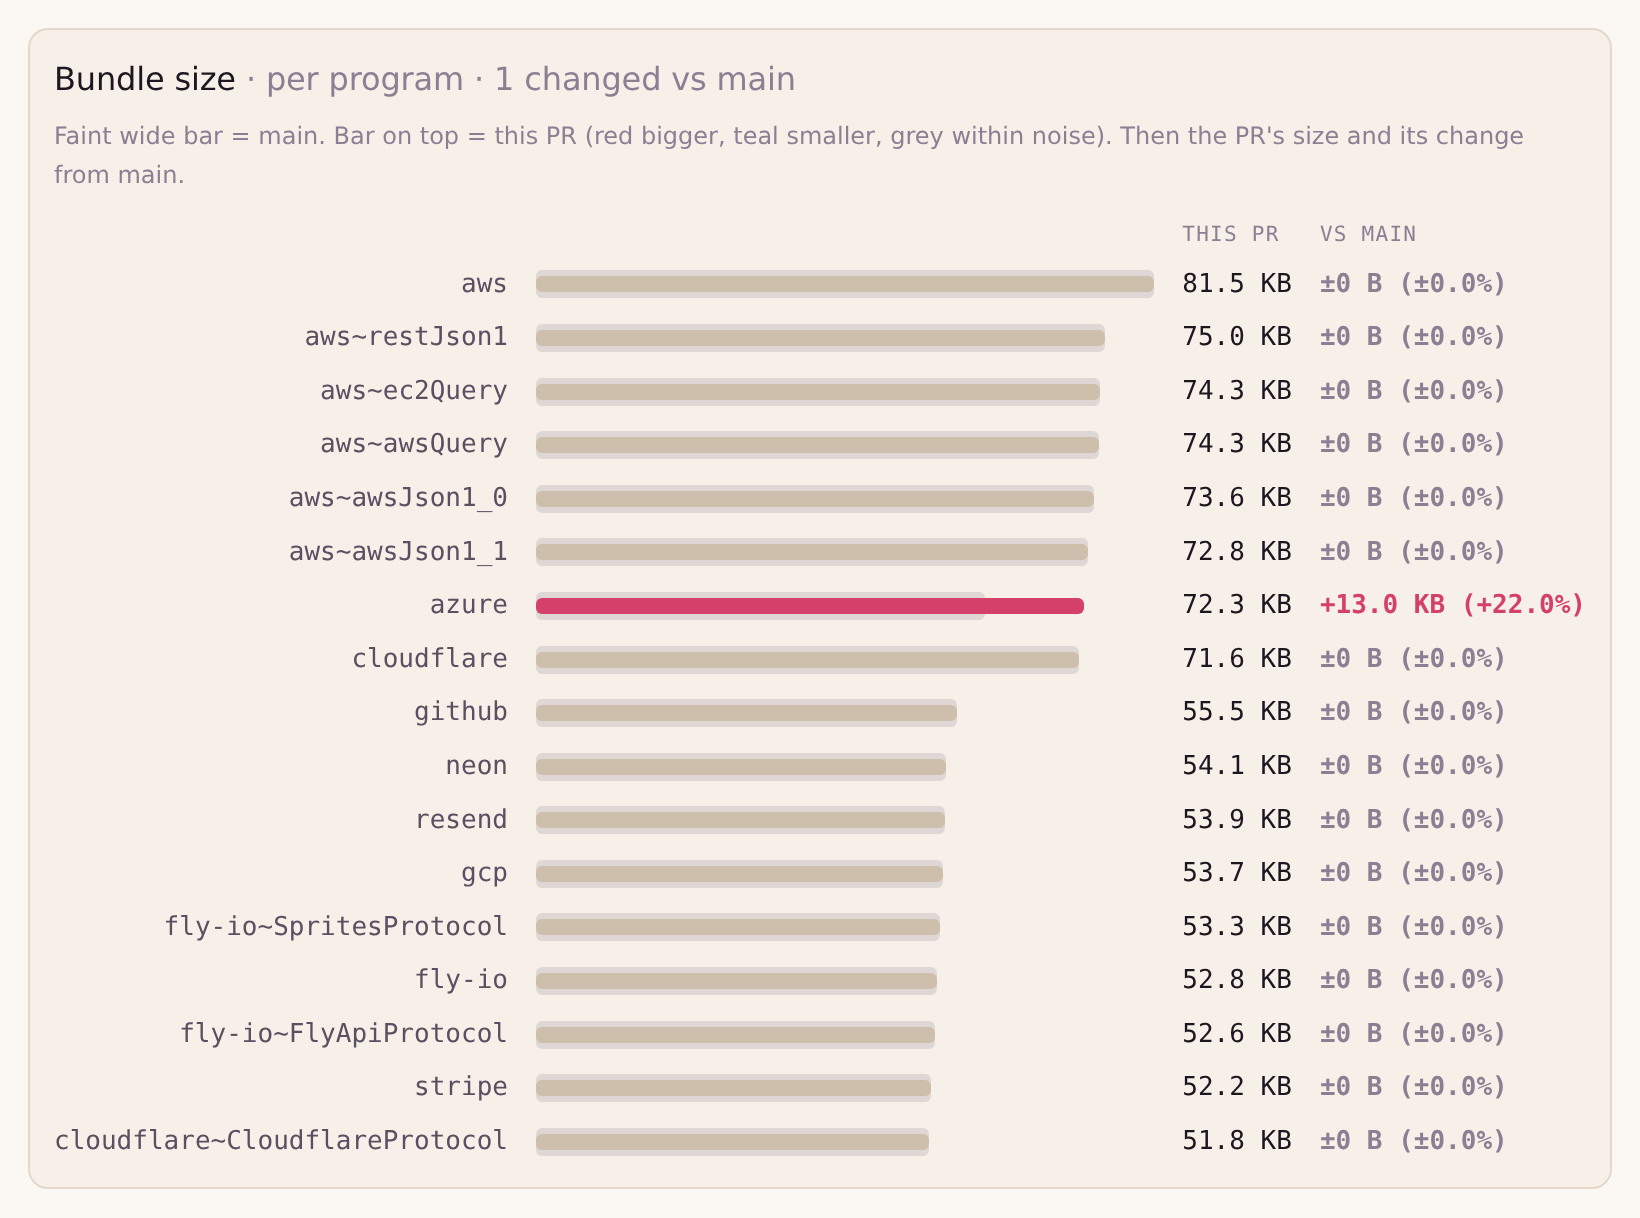 Bundle size · per program · 1 changed vs main
Faint wide bar = main. Bar on top = this PR (red bigger, teal smaller, grey within noise). Then the PR's size and its change
from main.
THIS PR VS MAIN
aws 81.5 KB ±0 B (±0.0%)
aws~restJson1 75.0 KB ±0 B (±0.0%)
aws~ec2Query 74.3 KB ±0 B (±0.0%)
aws~awsQuery 74.3 KB ±0 B (±0.0%)
aws~awsJson1_0 73.6 KB ±0 B (±0.0%)
aws~awsJson1_1 72.8 KB ±0 B (±0.0%)
azure 72.3 KB +13.0 KB (+22.0%)
cloudflare 71.6 KB ±0 B (±0.0%)
github 55.5 KB ±0 B (±0.0%)
neon 54.1 KB ±0 B (±0.0%)
resend 53.9 KB ±0 B (±0.0%)
gcp 53.7 KB ±0 B (±0.0%)
fly-io~SpritesProtocol 53.3 KB ±0 B (±0.0%)
fly-io 52.8 KB ±0 B (±0.0%)
fly-io~FlyApiProtocol 52.6 KB ±0 B (±0.0%)
stripe 52.2 KB ±0 B (±0.0%)
cloudflare~CloudflareProtocol 51.8 KB ±0 B (±0.0%)